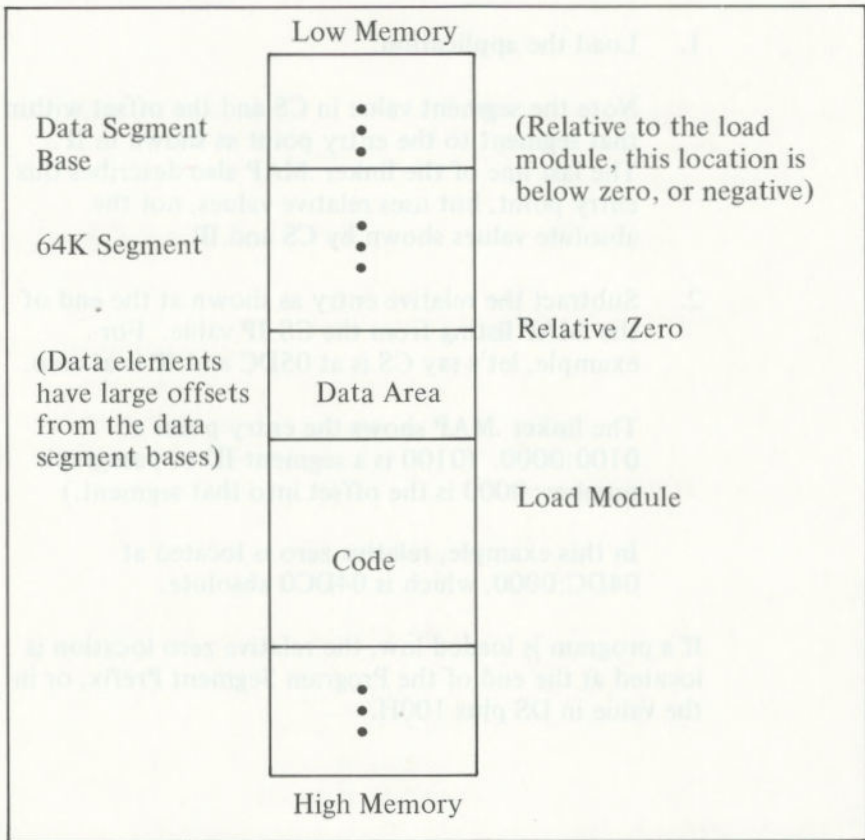 Low Memory
Data Segment
Base
(Relative to the load
module, this location is
below zero, or negative)
64K Segment
Relative Zero
(Data elements
have large offsets
from the data
segment bases)
Data Area
Load Module
Code
High Memory